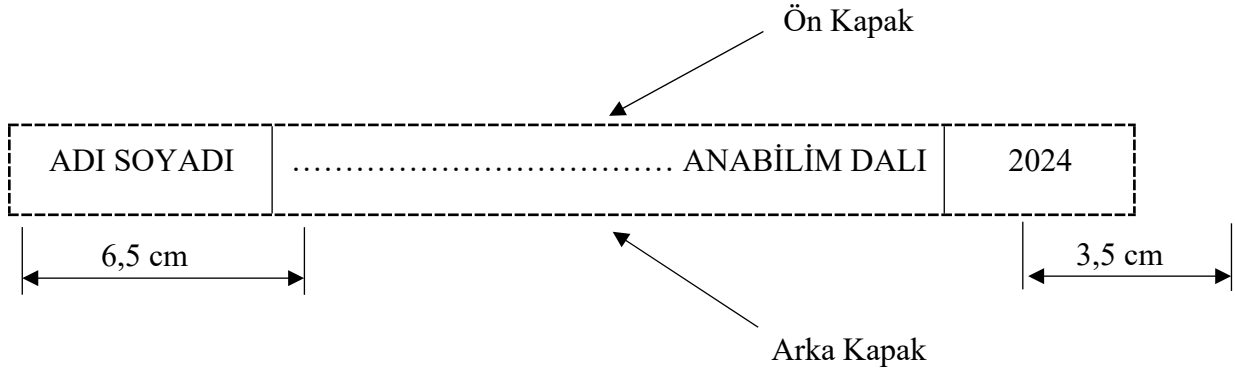 Ön Kapak
ADI SOYADI ………………………………. ANABİLİM DALI 2024
6,5 cm 3,5 cm
Arka Kapak